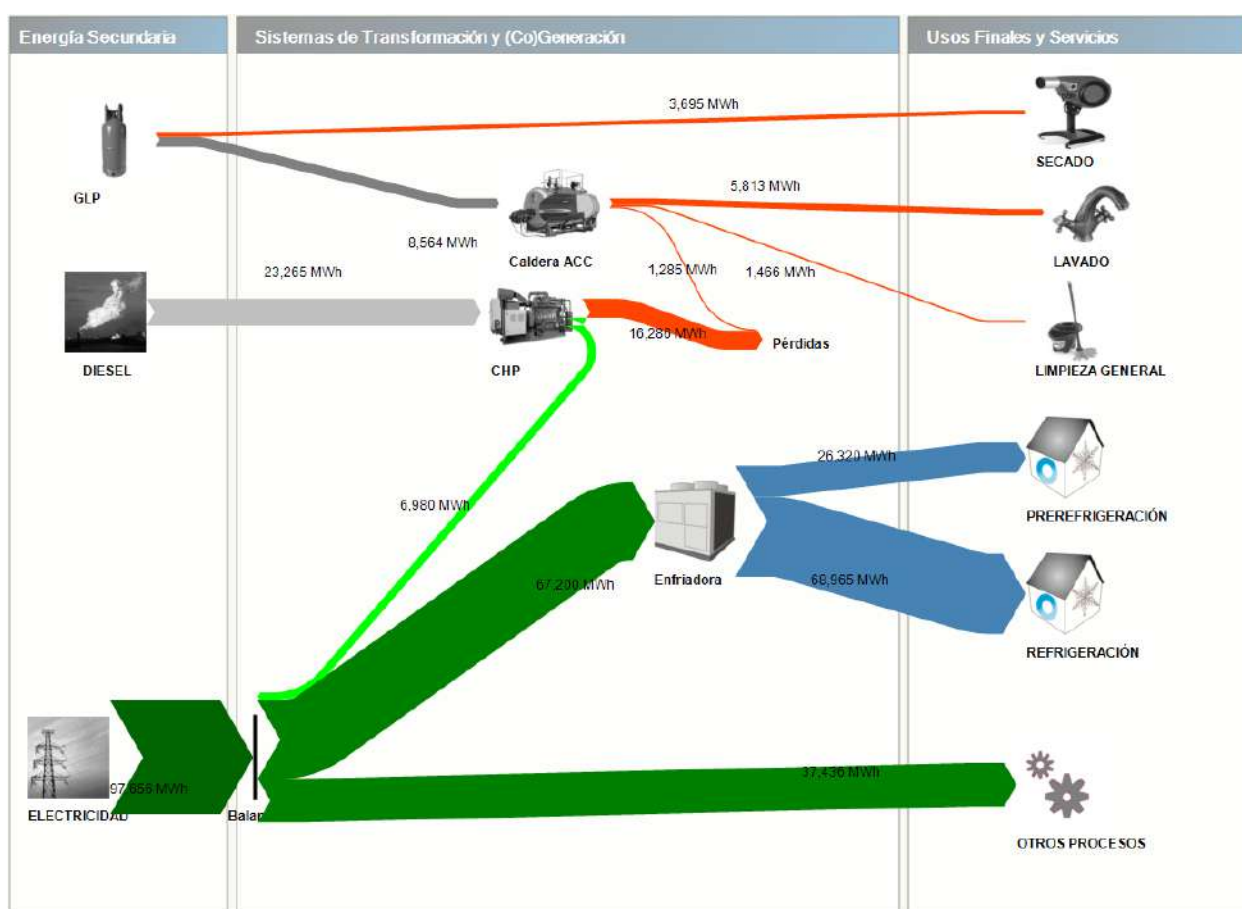 Energía Secundaria
Sistemas de Transformación y (Co)Generación
Usos Finales y Servicios
3,695 MWh
SECADO
GLP
5,813 MWh
8,564 MWh
Caldera ACC
LAVADO
23,265 MWh
1,285 MWh
1,466 MWh
16,280 MWh
Pérdidas
DIESEL
CHP
LIMPIEZA GENERAL
26,320 MWh
6,980 MWh
PREREFRIGERACIÓN
67,200 MWh
Enfriadora
68,965 MWh
REFRIGERACIÓN
37,436 MWh
97,656 MWh
ELECTRICIDAD
Balan
OTROS PROCESOS